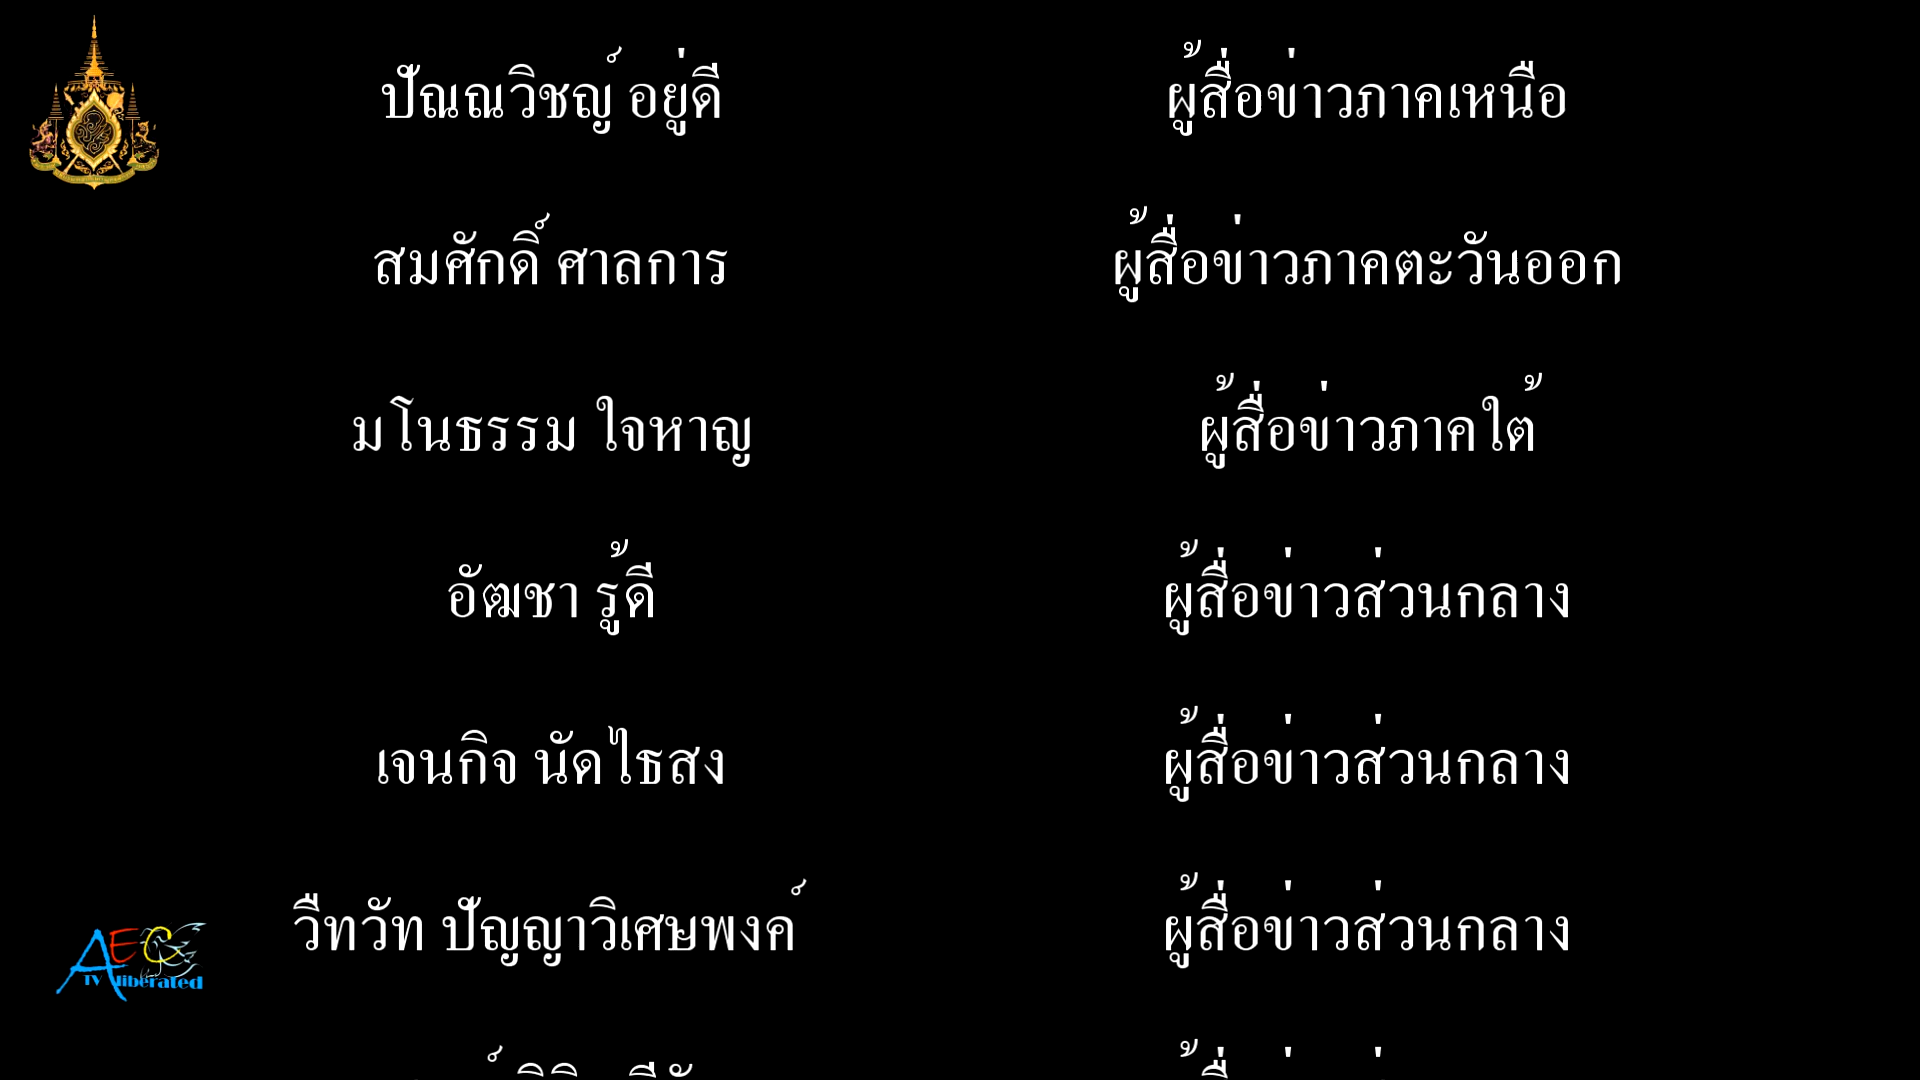 ปัณณวิชญ์ อยู่ดี ผู้สื่อข่าวภาคเหนือ
สมศักดิ์ ศาลการ ผู้สื่อข่าวภาคตะวันออก
มโนธรรม ใจหาญ ผู้สื่อข่าวภาคใต้
อัฒชา รู้ดี ผู้สื่อข่าวส่วนกลาง
เจนกิจ นัดไธสง ผู้สื่อข่าวส่วนกลาง
วืทวัท ปัญญาวิเศษพงค์ ผู้สื่อข่าวส่วนกลาง
AEC
TV liberated